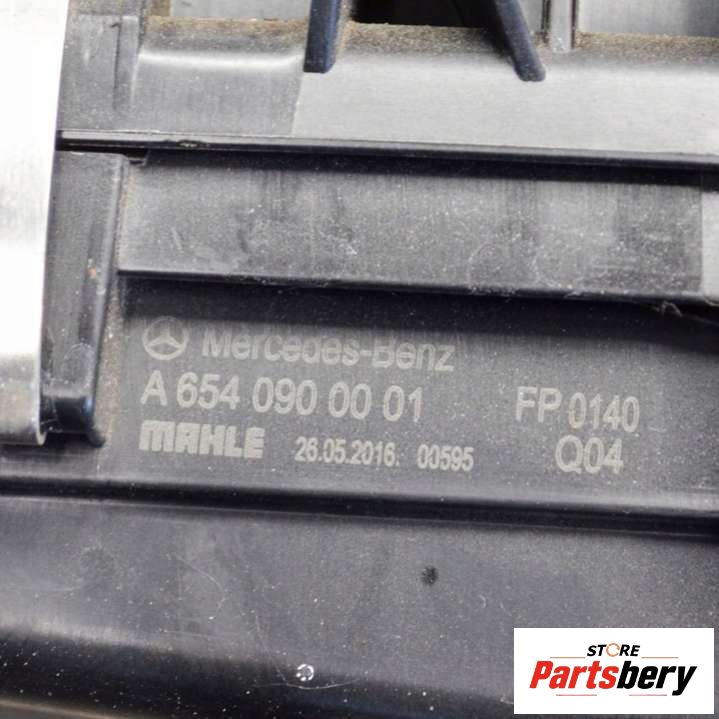 Mercedes-Benz
A 654 090 00 01
FP 0140
MAHLE
26.05.2016. 00595
Q04
STORE
Partsbery